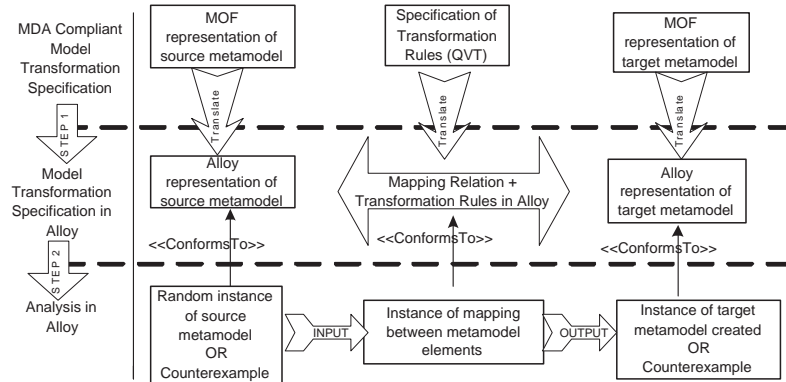 MDA Compliant
Model
Transformation
Specification
MOF
representation of
source metamodel
Specification of
Transformation
Rules (QVT)
MOF
representation of
target metamodel
STEP 1
Translate
Translate
Translate
Model
Transformation
Specification in
Alloy
Alloy
representation of
source metamodel
Mapping Relation +
Transformation Rules in Alloy
Alloy
representation of
target metamodel
<<ConformsTo>>
<<ConformsTo>>
<<ConformsTo>>
STEP 2
Analysis in
Alloy
Random instance
of source
metamodel
OR
Counterexample
INPUT
Instance of mapping
between metamodel
elements
OUTPUT
Instance of target
metamodel created
OR
Counterexample